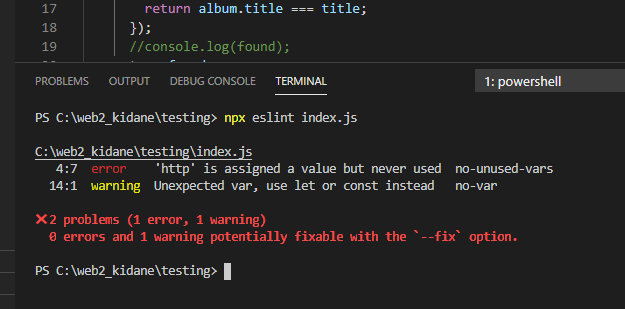 17 return album.title === title;
18 });
19 //console.log(found);
PROBLEMS OUTPUT DEBUG CONSOLE TERMINAL 1: powershell
PS C:\web2_kidane\testing> npx eslint index.js
C:\web2_kidane\testing\index.js
4:7 error 'http' is assigned a value but never used no-unused-vars
14:1 warning Unexpected var, use let or const instead no-var
❌2 problems (1 error, 1 warning)
0 errors and 1 warning potentially fixable with the `--fix` option.
PS C:\web2_kidane\testing>